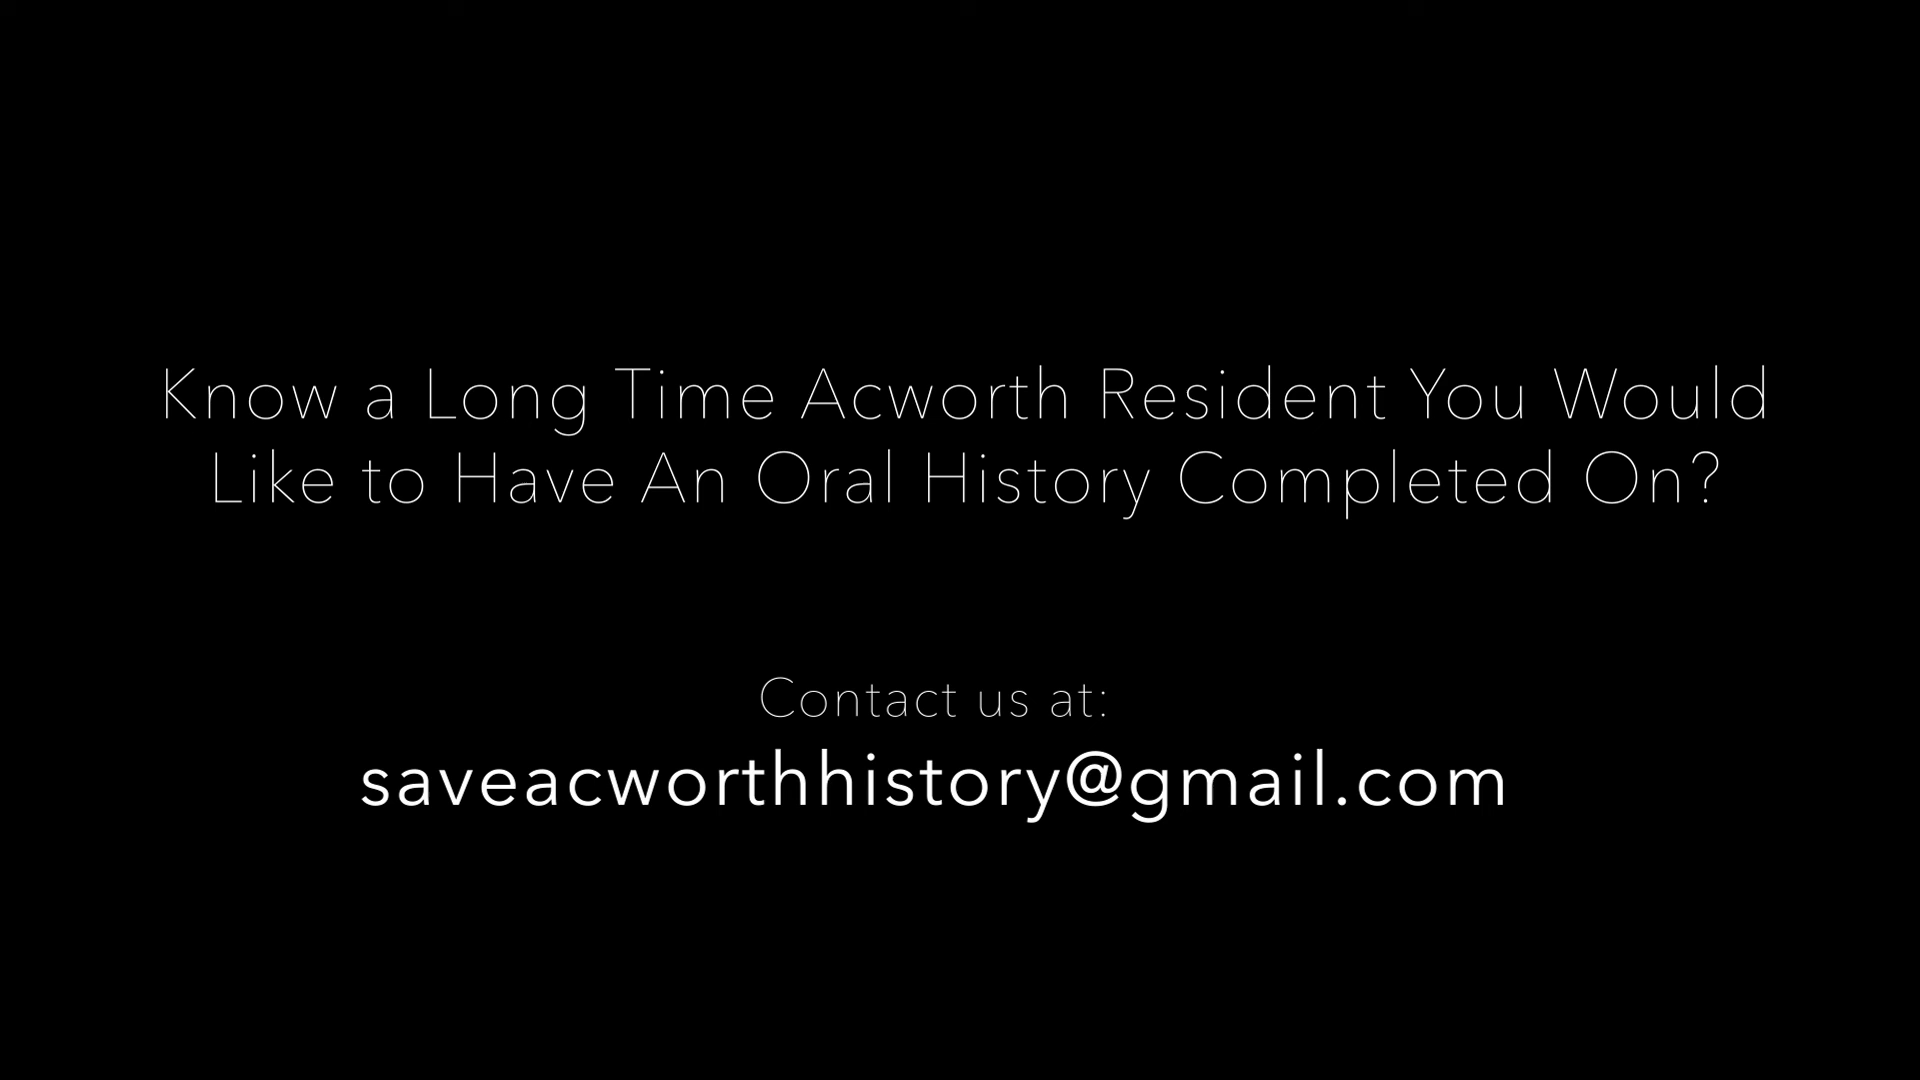 Know a Long Time Acworth Resident You Would
Like to Have An Oral History Completed On?
Contact us at:
saveacworthhistory@gmail.com